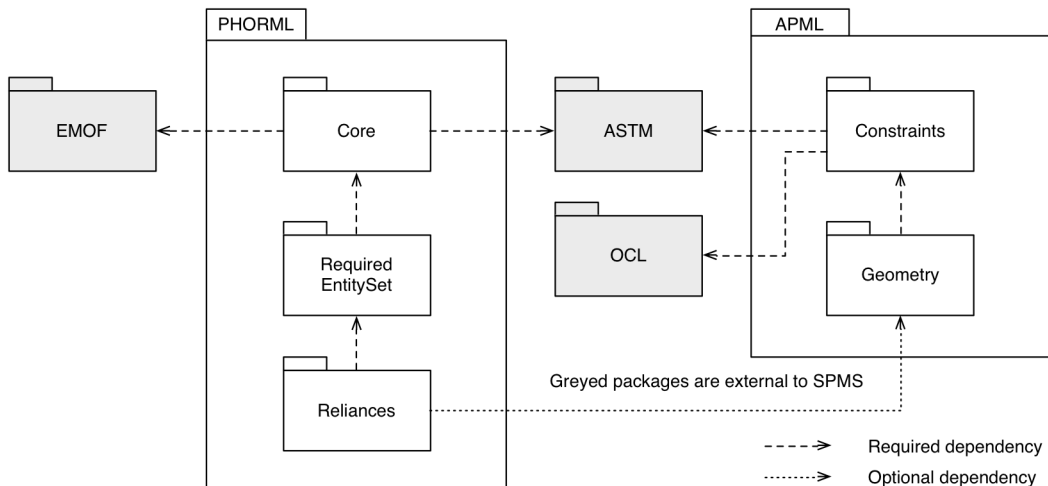 PHORML
APML
EMOF
Core
ASTM
Constraints
OCL
Required
EntitySet
Geometry
Reliances
Greyed packages are external to SPMS
Required dependency
Optional dependency